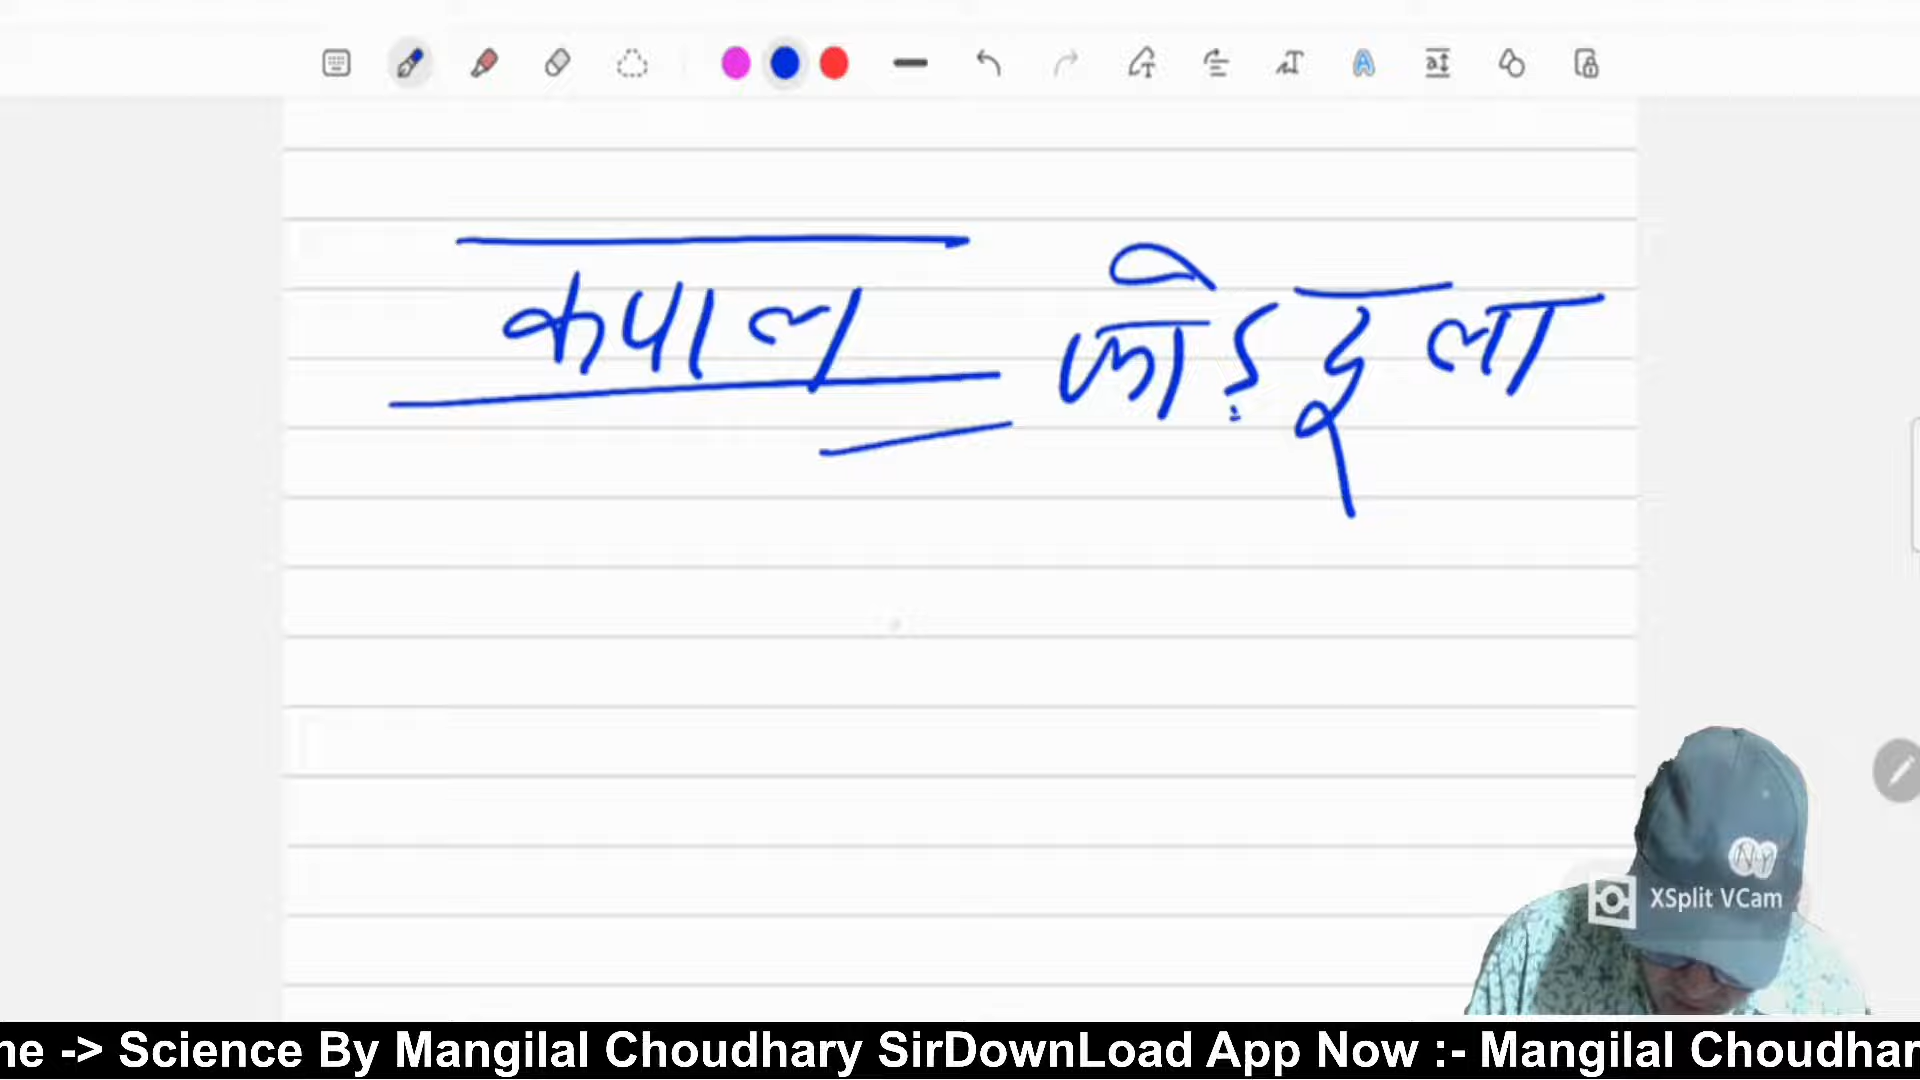 कपाल
XSplit VCam
ne -> Science By Mangilal Choudhary SirDownLoad App Now :- Mangilal Choudhar